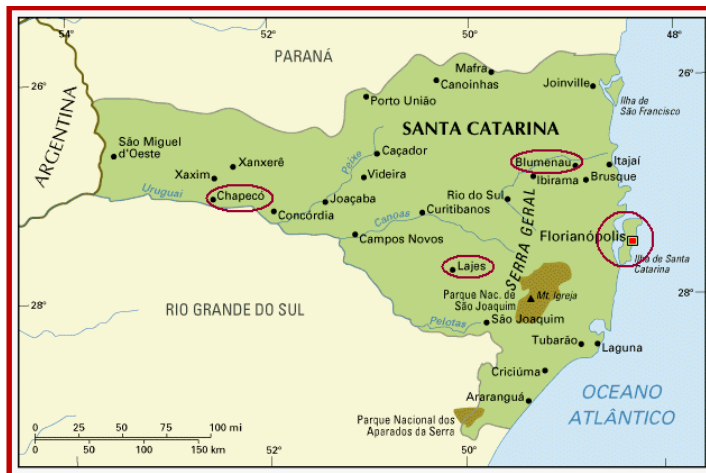 54°
52°
50°
48°
PARANÁ
Mafra
Canoinhas
Joinville
26°
26°
Porto União
Ilha de
São Francisco
ARGENTINA
SANTA CATARINA
São Miguel
d'Oeste
Xanxerê
Xaxim
Peixe
Caçador
Videira
Blumenau
Itajaí
Ibirama
Brusque
Uruguai
Chapecó
Concórdia
Joaçaba
Canoas
Curitibanos
Rio do Sul
SERRA GERAL
Campos Novos
Florianópolis
Ilha de Santa
Catarina
Lajes
28°
28°
RIO GRANDE DO SUL
Parque Nac. de
São Joaquim
Mt. Igreja
Pelotas
São Joaquim
Tubarão
Laguna
Criciúma
Araranguá
OCEANO
ATLÂNTICO
Parque Nacional dos
Aparados da Serra
0 25 50 75 100 mi
0 50 100 150 km
52°
50°